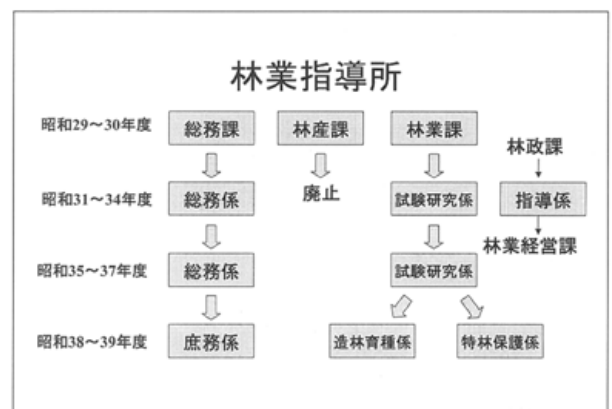 林業指導所
昭和29～30年度 総務課 林産課 林業課
林政課
昭和31～34年度 総務係 廃止 試験研究係 指導係
林業経営課
昭和35～37年度 総務係 試験研究係
昭和38～39年度 庶務係 造林育種係 特林保護係